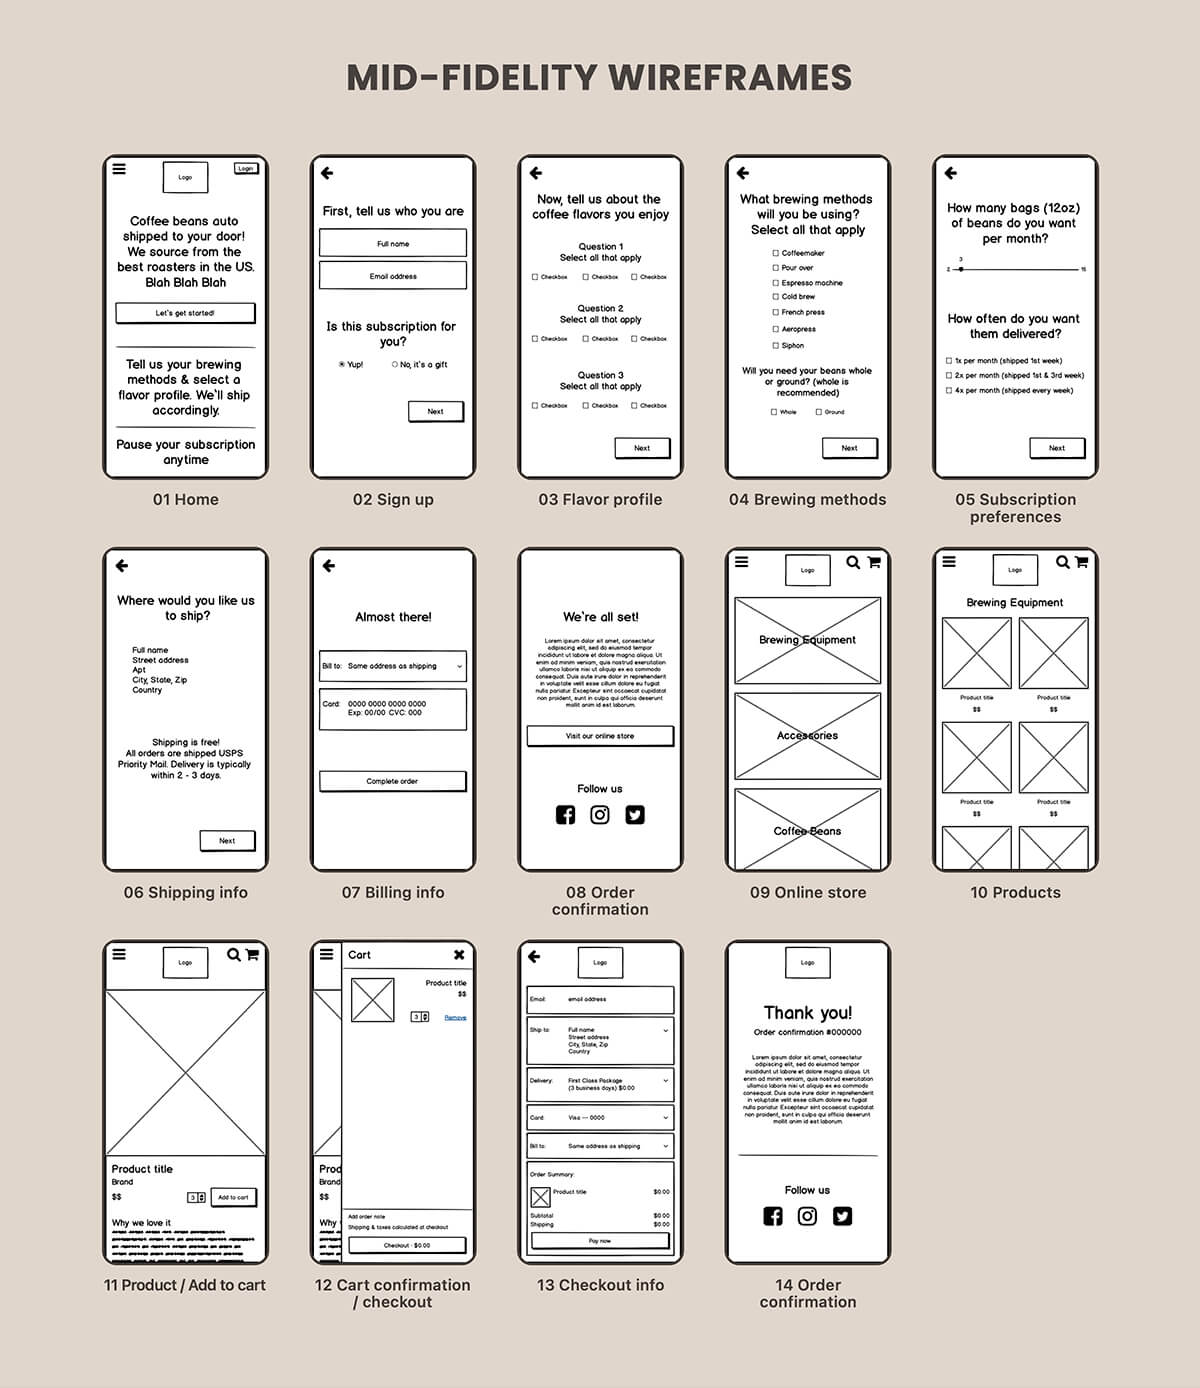 MID-FIDELITY WIREFRAMES
Logo
Login
Coffee beans auto
shipped to your door!
We source from the
best roasters in the US.
Blah Blah Blah
Let's get started!
Tell us your brewing
methods & select a
flavor profile. We'll ship
accordingly.
Pause your subscription
anytime
01 Home
First, tell us who you are
Full name
Email address
Is this subscription for
you?
Yup!
No, it's a gift
Next
02 Sign up
Now, tell us about the
coffee flavors you enjoy
Question 1
Select all that apply
Checkbox Checkbox Checkbox
Question 2
Select all that apply
Checkbox Checkbox Checkbox
Question 3
Select all that apply
Checkbox Checkbox Checkbox
Next
03 Flavor profile
What brewing methods
will you be using?
Select all that apply
Coffeemaker
Pour over
Espresso machine
Cold brew
French press
Aeropress
Siphon
Will you need your beans whole
or ground? (whole is
recommended)
Whole Ground
Next
04 Brewing methods
How many bags (12oz)
of beans do you want
per month?
3
2 15
How often do you want
them delivered?
1x per month (shipped 1st week)
2x per month (shipped 1st & 3rd week)
4x per month (shipped every week)
Next
05 Subscription
preferences
Where would you like us
to ship?
Full name
Street address
Apt
City, State, Zip
Country
Shipping is free!
All orders are shipped USPS
Priority Mail. Delivery is typically
within 2 - 3 days.
Next
06 Shipping info
Almost there!
Bill to: Same address as shipping
Card: 0000 0000 0000 0000
Exp: 00/00 CVC: 000
Complete order
07 Billing info
We're all set!
Lorem ipsum dolor sit amet, consectetur
adipiscing elit, sed do eiusmod tempor
incididunt ut labore et dolore magna aliqua. Ut
enim ad minim veniam, quis nostrud exercitation
ullamco laboris nisi ut aliquip ex ea commodo
consequat. Duis aute irure dolor in reprehenderit
in voluptate velit esse cillum dolore eu fugiat
nulla pariatur. Excepteur sint occaecat cupidatat
non proident, sunt in culpa qui officia deserunt
mollit anim id est laborum.
Visit our online store
Follow us
08 Order
confirmation
Logo
Brewing Equipment
Accessories
Coffee Beans
09 Online store
Logo
Brewing Equipment
Product title Product title
$$ $$
Product title Product title
$$ $$
10 Products
Logo
Product title
Brand
$$ 3 Add to cart
Why we love it
11 Product / Add to cart
Cart
Product title
$$
3 Remove
Prod
Brand
$$
Why
Add order note
Shipping & taxes calculated at checkout
Checkout · $0.00
12 Cart confirmation
/ checkout
Logo
Email: email address
Ship to: Full name
Street address
City, State, Zip
Country
Delivery: First Class Package
(3 business days) $0.00
Card: Visa --- 0000
Bill to: Same address as shipping
Order Summary:
Product title $0.00
Subtotal $0.00
Shipping $0.00
Pay now
13 Checkout info
Logo
Thank you!
Order confirmation #000000
Lorem ipsum dolor sit amet, consectetur
adipiscing elit, sed do eiusmod tempor
incididunt ut labore et dolore magna aliqua. Ut
enim ad minim veniam, quis nostrud exercitation
ullamco laboris nisi ut aliquip ex ea commodo
consequat. Duis aute irure dolor in reprehenderit
in voluptate velit esse cillum dolore eu fugiat
nulla pariatur. Excepteur sint occaecat cupidatat
non proident, sunt in culpa qui officia deserunt
mollit anim id est laborum.
Follow us
14 Order
confirmation